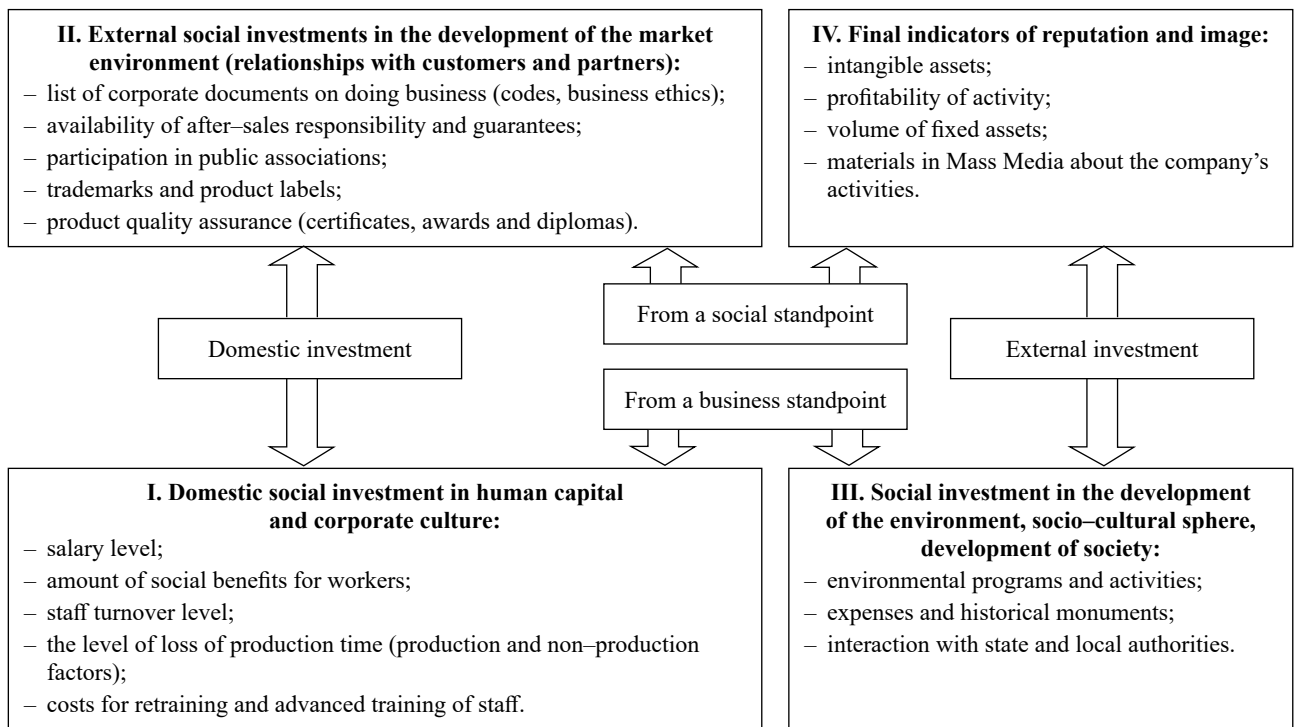 II. External social investments in the development of the market
environment (relationships with customers and partners):
– list of corporate documents on doing business (codes, business ethics);
– availability of after–sales responsibility and guarantees;
– participation in public associations;
– trademarks and product labels;
– product quality assurance (certificates, awards and diplomas).
IV. Final indicators of reputation and image:
– intangible assets;
– profitability of activity;
– volume of fixed assets;
– materials in Mass Media about the company’s
activities.
From a social standpoint
Domestic investment
External investment
From a business standpoint
I. Domestic social investment in human capital
and corporate culture:
– salary level;
– amount of social benefits for workers;
– staff turnover level;
– the level of loss of production time (production and non–production
factors);
– costs for retraining and advanced training of staff.
III. Social investment in the development
of the environment, socio–cultural sphere,
development of society:
– environmental programs and activities;
– expenses and historical monuments;
– interaction with state and local authorities.